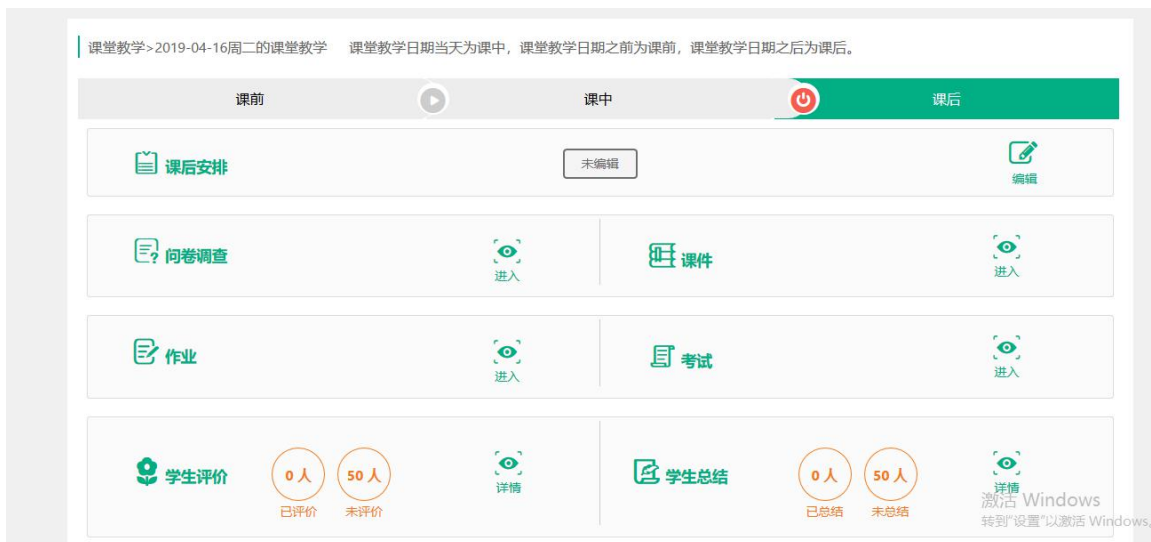 课堂教学>2019-04-16周二的课堂教学 课堂教学日期当天为课中，课堂教学日期之前为课前，课堂教学日期之后为课后。
课前 课中 课后
课后安排 未编辑 编辑
问卷调查 进入 课件 进入
作业 进入 考试 进入
学生评价 0 人 50 人 详情 学生总结 0 人 50 人 详情
已评价 未评价 已总结 未总结
激活 Windows
转到"设置"以激活 Windows。